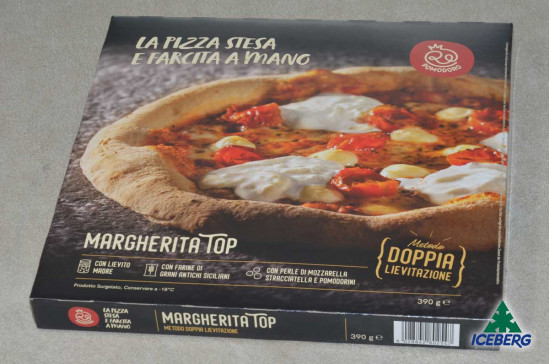 LA PIZZA STESA
E FARCITA A MANO
Re
POMODORO
MARGHERITA TOP
CON LIEVITO
MADRE
CON FARINE DI
GRANI ANTICHI SICILIANI
CON PERLE DI MOZZARELLA
STRACCIATELLA E POMODORINI
Metodo
DOPPIA
LIEVITAZIONE
Prodotto Surgelato, Conservare a -18°C
390 g e
LA PIZZA
STESA
E FARCITA
A MANO
MARGHERITA TOP
METODO DOPPIA LIEVITAZIONE
390 g e
ICEBERG